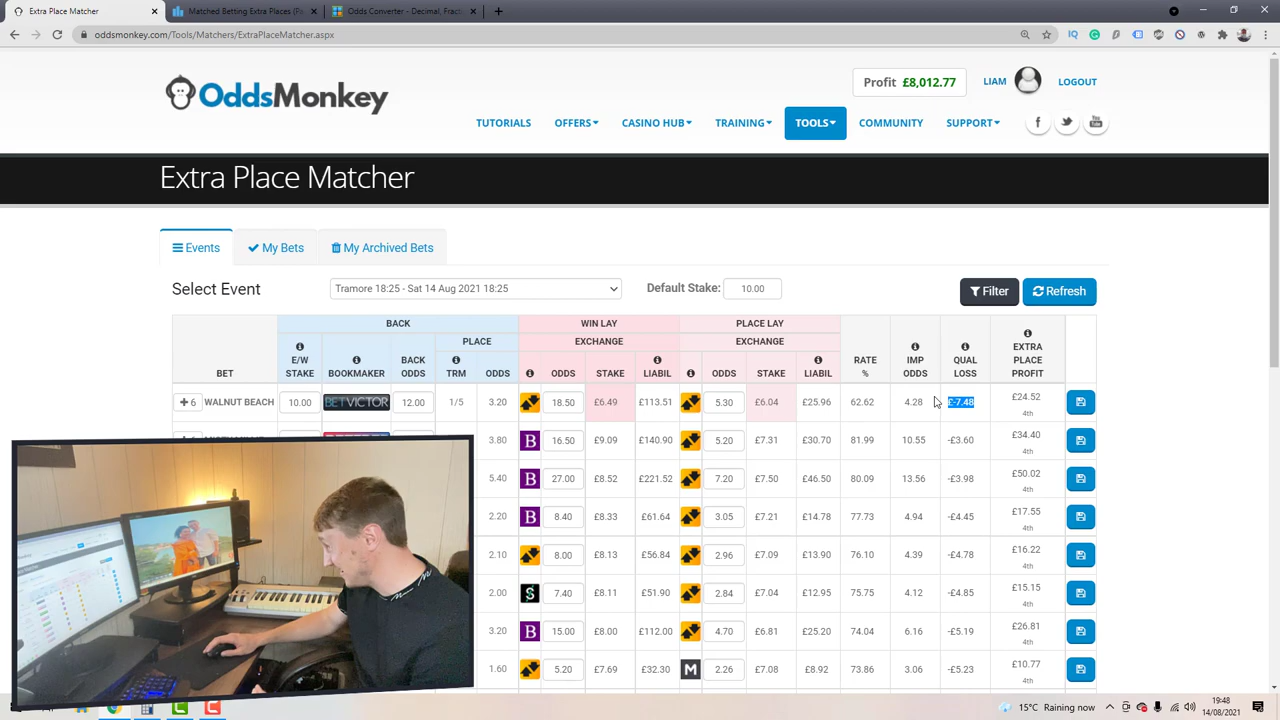 Extra Place Matcher
Matched Betting Extra Places (P
Odds Converter - Decimal, Fract
oddsmonkey.com/Tools/Matchers/ExtraPlaceMatcher.aspx
OddsMonkey
Profit £8,012.77
LIAM
LOGOUT
TUTORIALS
OFFERS
CASINO HUB
TRAINING
TOOLS
COMMUNITY
SUPPORT
Extra Place Matcher
Events
My Bets
My Archived Bets
Select Event
Tramore 18:25 - Sat 14 Aug 2021 18:25
Default Stake: 10.00
Filter
Refresh
BACK WIN LAY PLACE LAY
PLACE EXCHANGE EXCHANGE
BET E/W STAKE BOOKMAKER BACK ODDS TRM ODDS ODDS STAKE LIABIL ODDS STAKE LIABIL RATE % IMP ODDS QUAL LOSS EXTRA PLACE PROFIT
6 WALNUT BEACH 10.00 BETVICTOR 12.00 1/5 3.20 18.50 £6.49 £113.51 5.30 £6.04 £25.96 62.62 4.28 £-7.48 £24.52
3.80 B 16.50 £9.09 £140.90 5.20 £7.31 £30.70 81.99 10.55 -£3.60 £34.40 4th
5.40 B 27.00 £8.52 £221.52 7.20 £7.50 £46.50 80.09 13.56 -£3.98 £50.02 4th
2.20 B 8.40 £8.33 £61.64 3.05 £7.21 £14.78 77.73 4.94 -£4.45 £17.55 4th
2.10 8.00 £8.13 £56.84 2.96 £7.09 £13.90 76.10 4.39 -£4.78 £16.22 4th
2.00 S 7.40 £8.11 £51.90 2.84 £7.04 £12.95 75.75 4.12 -£4.85 £15.15 4th
3.20 B 15.00 £8.00 £112.00 4.70 £6.81 £25.20 74.04 6.16 -£5.19 £26.81 4th
1.60 5.20 £7.69 £32.30 M 2.26 £7.08 £8.92 73.86 3.06 -£5.23 £10.77 4th
15°C Raining now
19:48
14/08/2021